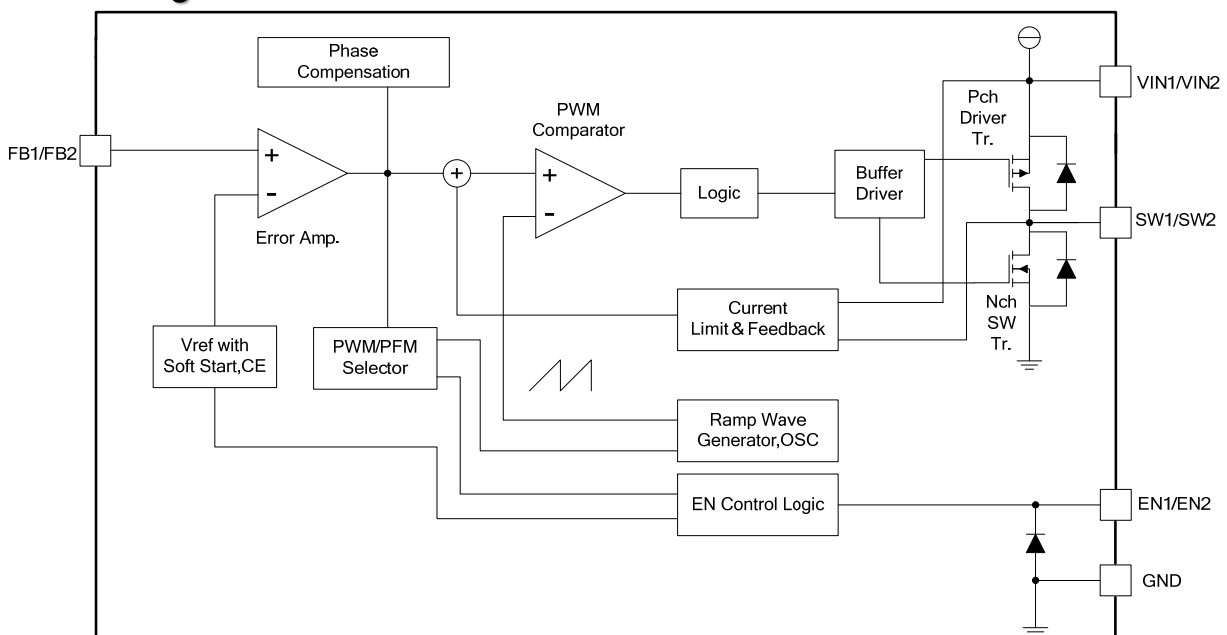 Phase
Compensation
VIN1/VIN2
Pch
Driver
Tr.
PWM
Comparator
FB1/FB2
+
-
Error Amp.
+
+
-
Logic
Buffer
Driver
SW1/SW2
Nch
SW
Tr.
Current
Limit & Feedback
Vref with
Soft Start,CE
PWM/PFM
Selector
Ramp Wave
Generator,OSC
EN Control Logic
EN1/EN2
GND